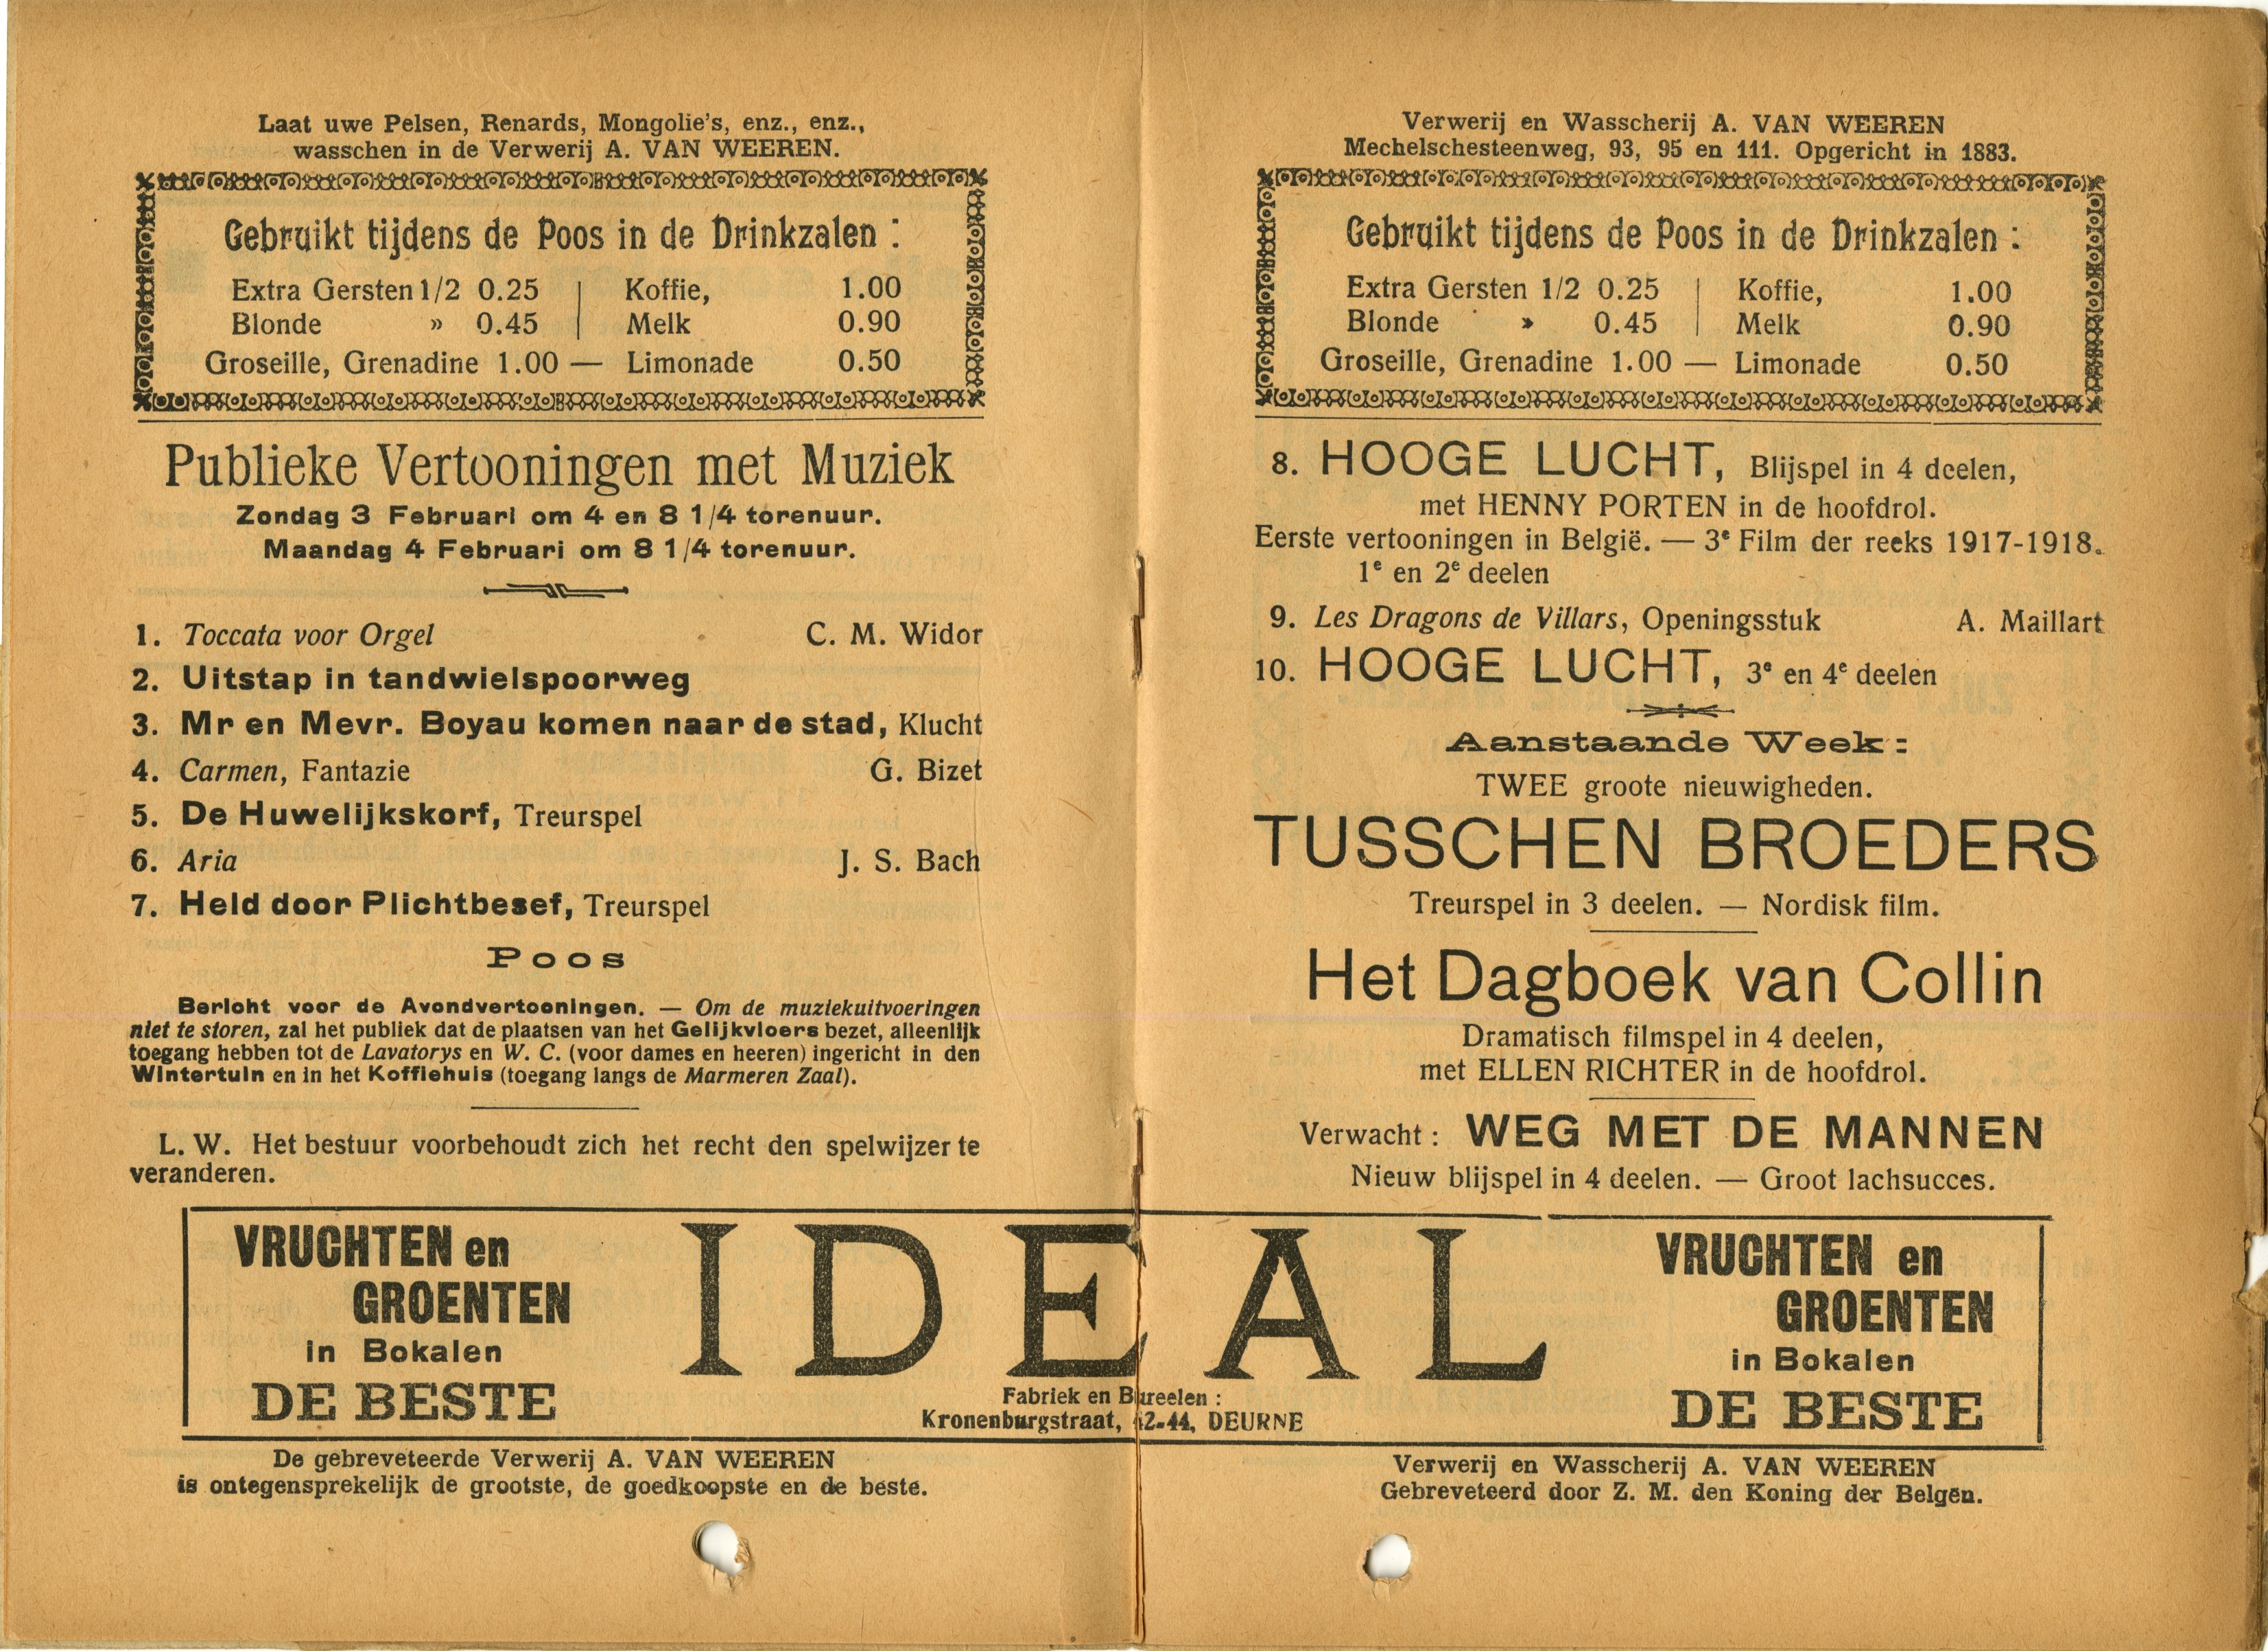 Laat uwe Pelsen, Renards, Mongolie's, enz., enz.,
wasschen in de Verwerij A. VAN WEEREN.
Gebruikt tijdens de Poos in de Drinkzalen :
Extra Gersten 1/2 0.25 | Koffie, 1.00
Blonde » 0.45 | Melk 0.90
Groseille, Grenadine 1.00 — Limonade 0.50
Publieke Vertooningen met Muziek
Zondag 3 Februari om 4 en 8 1/4 torenuur.
Maandag 4 Februari om 8 1/4 torenuur.
1. Toccata voor Orgel C. M. Widor
2. Uitstap in tandwielspoorweg
3. Mr en Mevr. Boyau komen naar de stad, Klucht
4. Carmen, Fantazie G. Bizet
5. De Huwelijkskorf, Treurspel
6. Aria J. S. Bach
7. Held door Plichtbesef, Treurspel
Poos
Bericht voor de Avondvertooningen. — Om de muziekuitvoeringen
niet te storen, zal het publiek dat de plaatsen van het Gelijkvloers bezet, alleenlijk
toegang hebben tot de Lavatorys en W. C. (voor dames en heeren) ingericht in den
Wintertuin en in het Koffiehuis (toegang langs de Marmeren Zaal).
L. W. Het bestuur voorbehoudt zich het recht den spelwijzer te
veranderen.
Verwerij en Wasscherij A. VAN WEEREN
Mechelschesteenweg, 93, 95 en 111. Opgericht in 1883.
Gebruikt tijdens de Poos in de Drinkzalen :
Extra Gersten 1/2 0.25 | Koffie, 1.00
Blonde » 0.45 | Melk 0.90
Groseille, Grenadine 1.00 — Limonade 0.50
8. HOOGE LUCHT, Blijspel in 4 deelen,
met HENNY PORTEN in de hoofdrol.
Eerste vertooningen in België. — 3e Film der reeks 1917-1918.
1e en 2e deelen
9. Les Dragons de Villars, Openingsstuk A. Maillart
10. HOOGE LUCHT, 3e en 4e deelen
Aanstaande Week :
TWEE groote nieuwigheden.
TUSSCHEN BROEDERS
Treurspel in 3 deelen. — Nordisk film.
Het Dagboek van Collin
Dramatisch filmspel in 4 deelen,
met ELLEN RICHTER in de hoofdrol.
Verwacht : WEG MET DE MANNEN
Nieuw blijspel in 4 deelen. — Groot lachsucces.
VRUCHTEN en
GROENTEN
in Bokalen
DE BESTE
IDEAL
Fabriek en Bureelen :
Kronenburgstraat, 42-44, DEURNE
VRUCHTEN en
GROENTEN
in Bokalen
DE BESTE
De gebreveteerde Verwerij A. VAN WEEREN
is ontegensprekelijk de grootste, de goedkoopste en de beste.
Verwerij en Wasscherij A. VAN WEEREN
Gebreveteerd door Z. M. den Koning der Belgen.